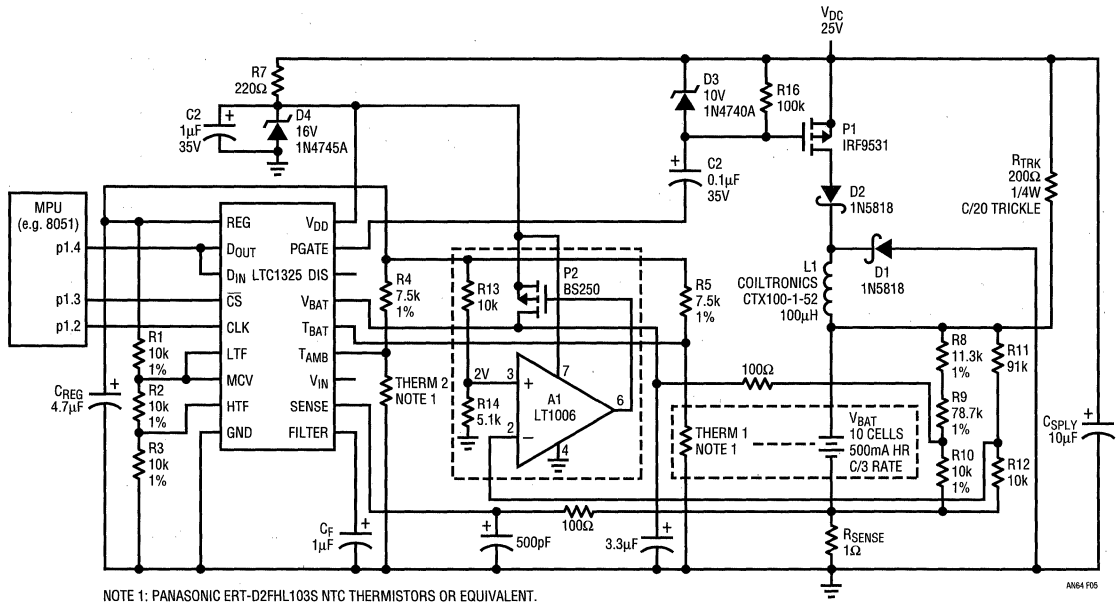 VDC
25V
R7
220Ω
C2
1µF
35V
D4
16V
1N4745A
D3
10V
1N4740A
R16
100k
P1
IRF9531
C2
0.1µF
35V
RTRK
200Ω
1/4W
C/20 TRICKLE
D2
1N5818
MPU
(e.g. 8051)
p1.4
p1.3
p1.2
REG
DOUT
DIN
C̅S̅
CLK
LTF
MCV
HTF
GND
LTC1325
VDD
PGATE
DIS
VBAT
TBAT
TAMB
VIN
SENSE
FILTER
R4
7.5k
1%
R13
10k
P2
BS250
R5
7.5k
1%
L1
COILTRONICS
CTX100-1-52
100µH
D1
1N5818
R1
10k
1%
R2
10k
1%
R3
10k
1%
CREG
4.7µF
THERM 2
NOTE 1
2V
3
+
7
A1
LT1006
6
2
−
4
R14
5.1k
100Ω
R8
11.3k
1%
R11
91k
R9
78.7k
1%
THERM 1
NOTE 1
VBAT
10 CELLS
500mA HR
C/3 RATE
R10
10k
1%
R12
10k
CSPLY
10µF
+
CF
1µF
+
500pF
+
100Ω
3.3µF
+
RSENSE
1Ω
AN64 F05
NOTE 1: PANASONIC ERT-D2FHL103S NTC THERMISTORS OR EQUIVALENT.